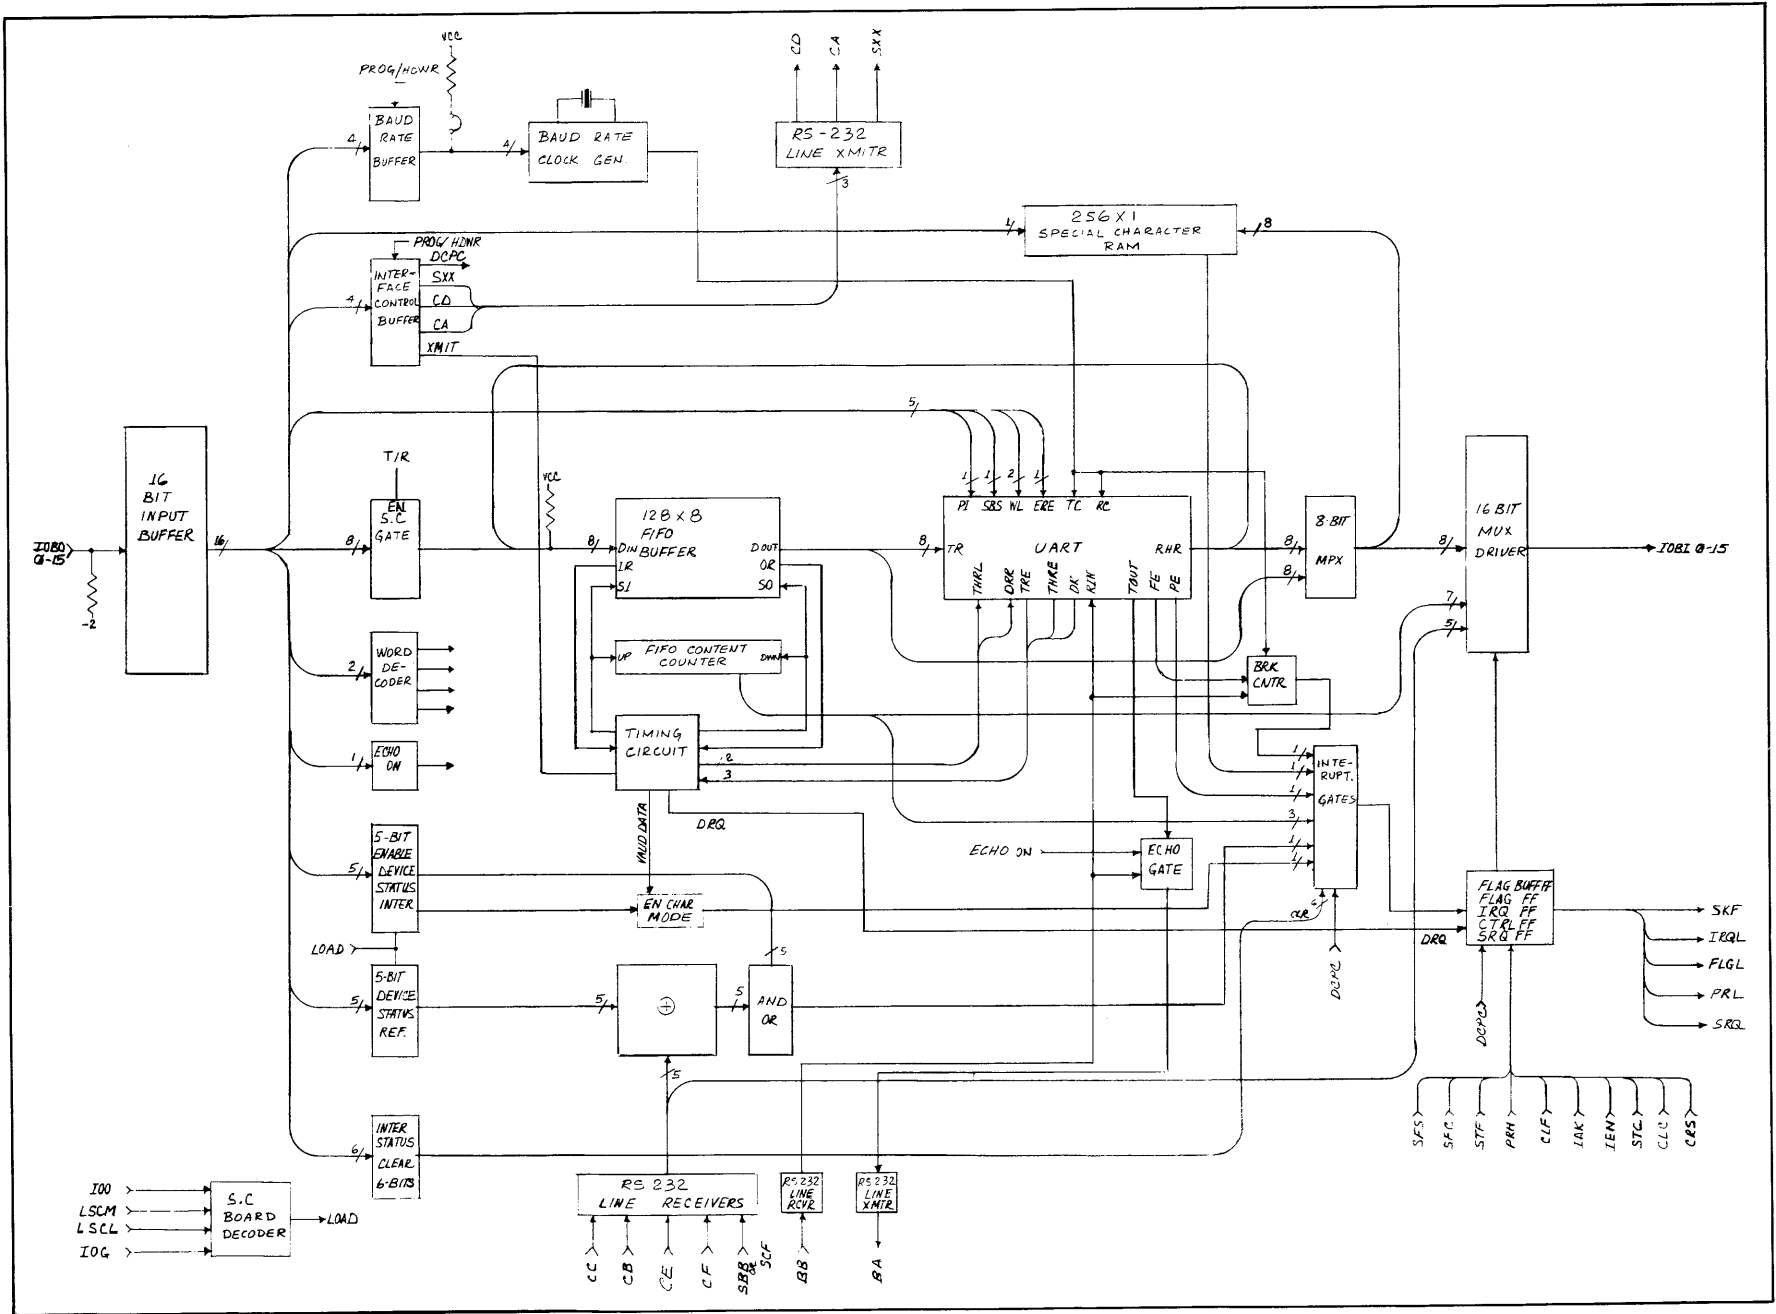 VCC
PROG/HDWR
BAUD
RATE
BUFFER
4
4
BAUD RATE
CLOCK GEN.
CD
CA
SXX
RS-232
LINE XMITR
3
1
256 X 1
SPECIAL CHARACTER
RAM
8
PROG/HDWR
DCPC
SXX
CD
CA
XMIT
INTER-
FACE
CONTROL
BUFFER
4
5
16
BIT
INPUT
BUFFER
IOBO
0-15
-2
16
T/R
EN
S.C
GATE
8
VCC
8
128 X 8
FIFO
BUFFER
DIN
IR
SI
DOUT
OR
SO
8
1
1
2
1
PI SBS WL ERE TC RC
TR
UART
RHR
THRL
DRR
TRE
THRE
DR
RIN
TOUT
FE
PE
8
8
8-BIT
MPX
8
7
5
16 BIT
MUX
DRIVER
IOBI 0-15
2
WORD
DE-
CODER
UP
FIFO CONTENT
COUNTER
DWN
BRK
CNTR
1
ECHO
ON
TIMING
CIRCUIT
2
3
VALID DATA
DRQ
1
1
1
3
1
1
INTE-
RUPT.
GATES
ECHO ON
ECHO
GATE
5
5-BIT
ENABLE
DEVICE
STATUS
INTER
EN CHAR
MODE
CLR
6
DCPC
DRQ
FLAG BUFF FF
FLAG FF
IRQ FF
CTRL FF
SRQ FF
SKF
IRQL
FLGL
PRL
SRQ
LOAD
5
5-BIT
DEVICE
STATUS
REF.
5
⊕
5
5
AND
OR
DCPC
5
6
INTER
STATUS
CLEAR
6-BITS
SFS
SFC
STF
PRH
CLF
IAK
IEN
STC
CLC
CRS
IOO
LSCM
LSCL
IOG
S.C
BOARD
DECODER
LOAD
RS 232
LINE RECEIVERS
RS 232
LINE
RCVR
RS 232
LINE
XMTR
CC
CB
CE
CF
SBB
OR
SCF
BB
BA